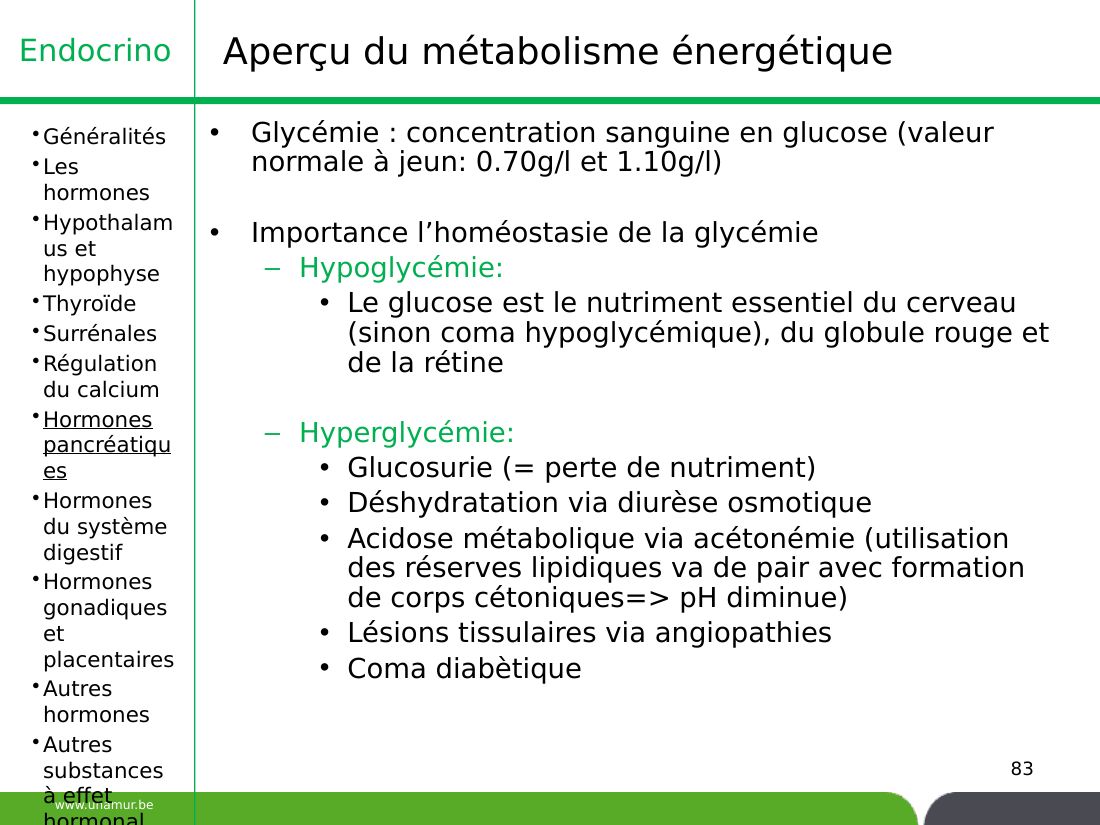 Endocrino
Aperçu du métabolisme énergétique
•Généralités
•Les
hormones
•Hypothalam
us et
hypophyse
•Thyroïde
•Surrénales
•Régulation
du calcium
•Hormones
pancréatiqu
es
•Hormones
du système
digestif
•Hormones
gonadiques
et
placentaires
•Autres
hormones
•Autres
substances
à effet
hormonal
• Glycémie : concentration sanguine en glucose (valeur
normale à jeun: 0.70g/l et 1.10g/l)
• Importance l’homéostasie de la glycémie
– Hypoglycémie:
• Le glucose est le nutriment essentiel du cerveau
(sinon coma hypoglycémique), du globule rouge et
de la rétine
– Hyperglycémie:
• Glucosurie (= perte de nutriment)
• Déshydratation via diurèse osmotique
• Acidose métabolique via acétonémie (utilisation
des réserves lipidiques va de pair avec formation
de corps cétoniques=> pH diminue)
• Lésions tissulaires via angiopathies
• Coma diabètique
83
www.unamur.be